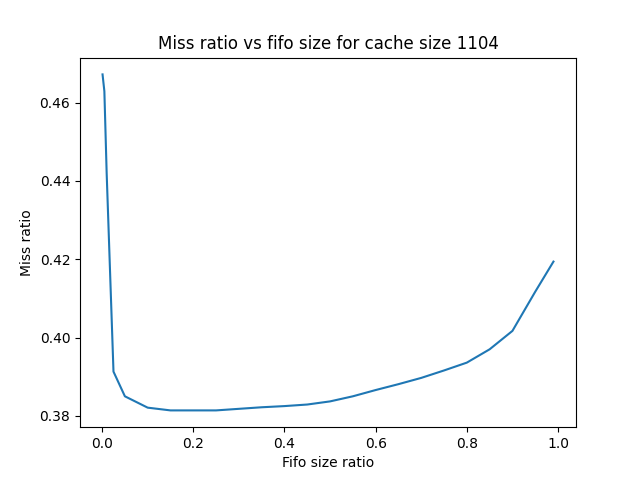 Miss ratio vs fifo size for cache size 1104
0.46
0.44
0.42
0.40
0.38
Miss ratio
0.0 0.2 0.4 0.6 0.8 1.0
Fifo size ratio